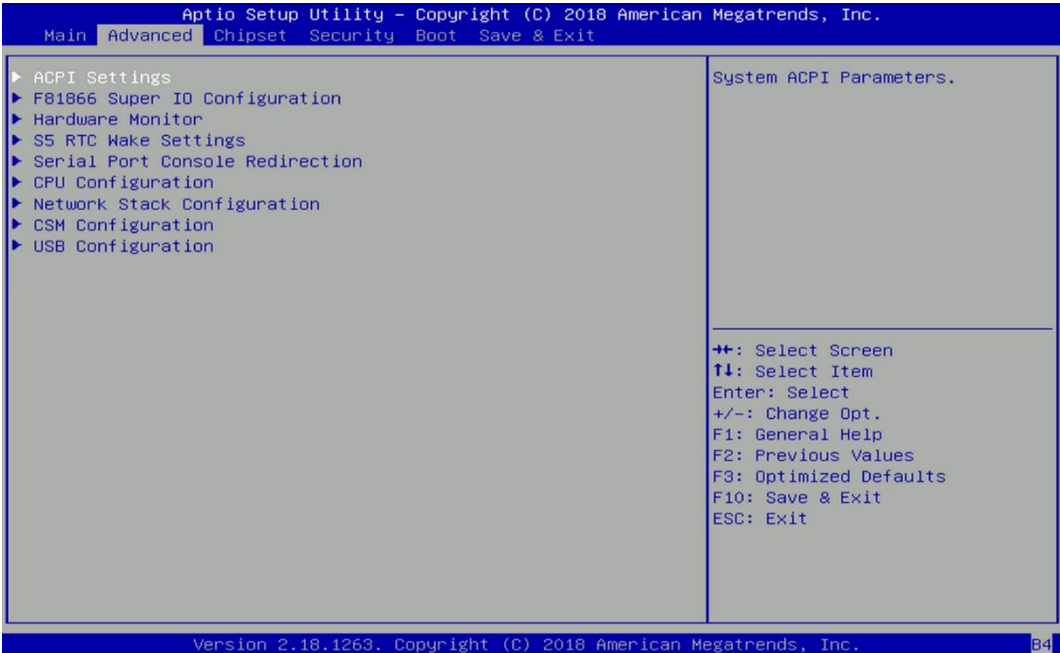 Aptio Setup Utility – Copyright (C) 2018 American Megatrends, Inc.
Main Advanced Chipset Security Boot Save & Exit
▶ ACPI Settings
▶ F81866 Super IO Configuration
▶ Hardware Monitor
▶ S5 RTC Wake Settings
▶ Serial Port Console Redirection
▶ CPU Configuration
▶ Network Stack Configuration
▶ CSM Configuration
▶ USB Configuration
System ACPI Parameters.
→←: Select Screen
↑↓: Select Item
Enter: Select
+/-: Change Opt.
F1: General Help
F2: Previous Values
F3: Optimized Defaults
F10: Save & Exit
ESC: Exit
Version 2.18.1263. Copyright (C) 2018 American Megatrends, Inc.
B4